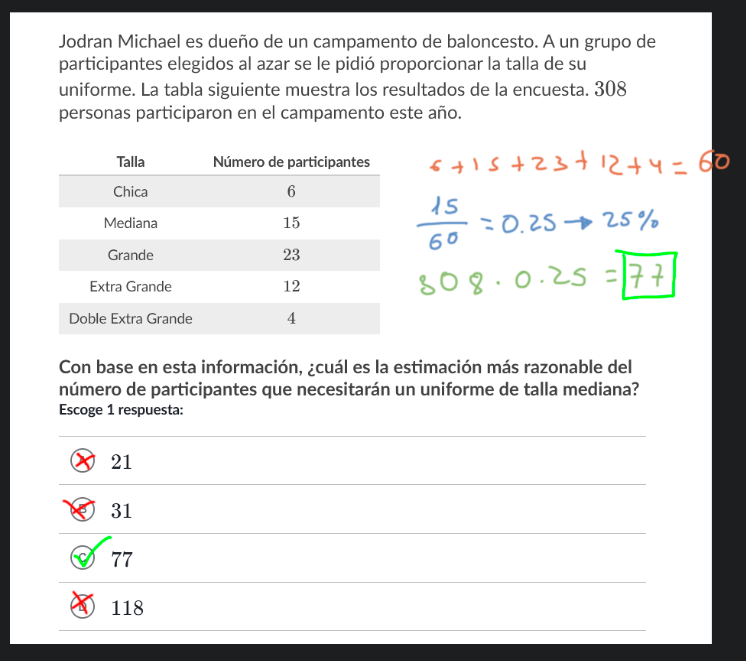 Jodran Michael es dueño de un campamento de baloncesto. A un grupo de
participantes elegidos al azar se le pidió proporcionar la talla de su
uniforme. La tabla siguiente muestra los resultados de la encuesta. 308
personas participaron en el campamento este año.
Talla Número de participantes
Chica 6
Mediana 15
Grande 23
Extra Grande 12
Doble Extra Grande 4
6+15+23+12+4=60
15/60 = 0.25 → 25%
308 · 0.25 = 77
Con base en esta información, ¿cuál es la estimación más razonable del
número de participantes que necesitarán un uniforme de talla mediana?
Escoge 1 respuesta:
A 21
B 31
C 77
D 118